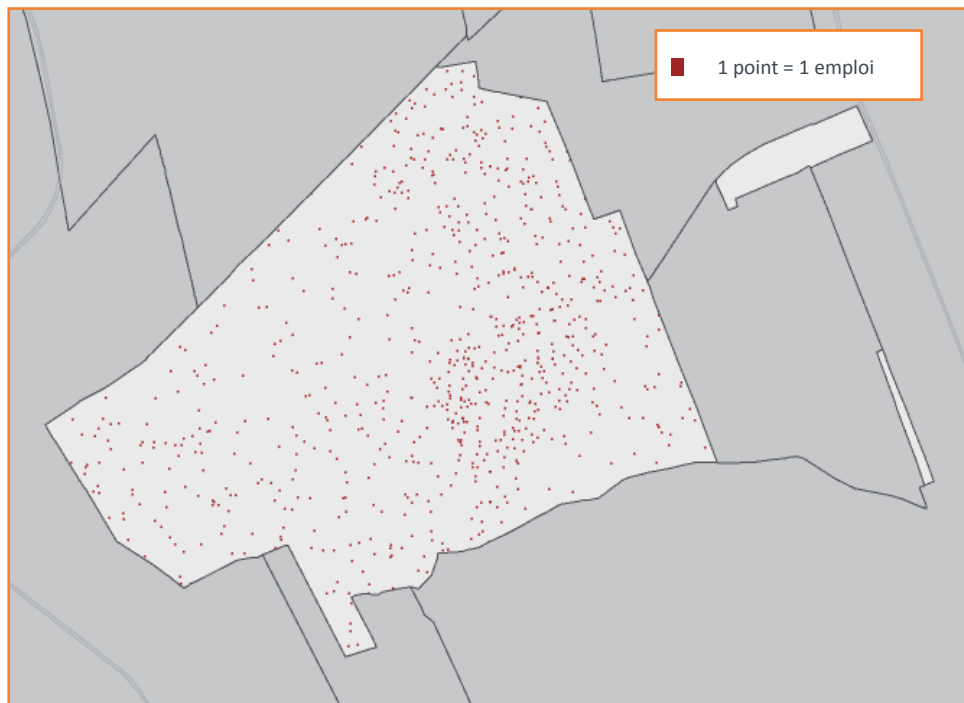 1 point = 1 emploi